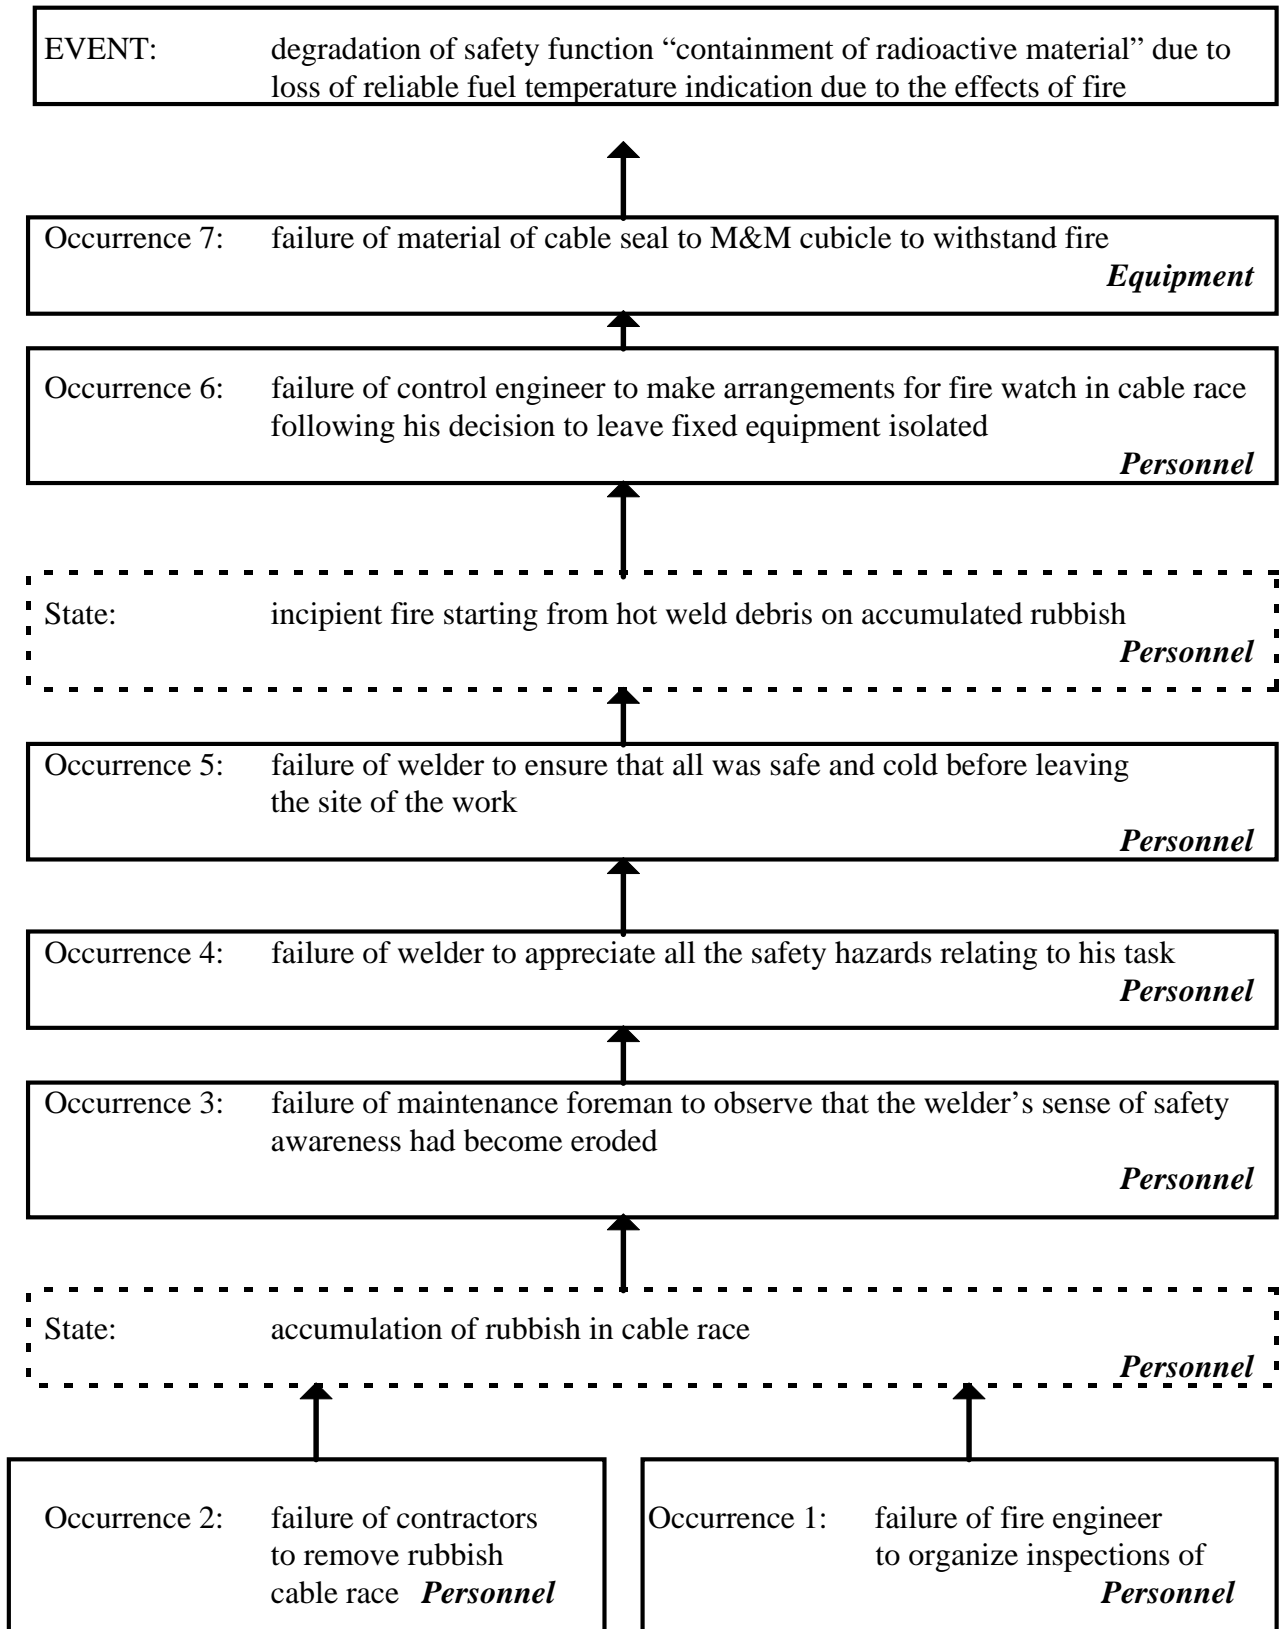 EVENT: degradation of safety function “containment of radioactive material” due to
loss of reliable fuel temperature indication due to the effects of fire
Occurrence 7: failure of material of cable seal to M&M cubicle to withstand fire
Equipment
Occurrence 6: failure of control engineer to make arrangements for fire watch in cable race
following his decision to leave fixed equipment isolated
Personnel
State: incipient fire starting from hot weld debris on accumulated rubbish
Personnel
Occurrence 5: failure of welder to ensure that all was safe and cold before leaving
the site of the work
Personnel
Occurrence 4: failure of welder to appreciate all the safety hazards relating to his task
Personnel
Occurrence 3: failure of maintenance foreman to observe that the welder’s sense of safety
awareness had become eroded
Personnel
State: accumulation of rubbish in cable race
Personnel
Occurrence 2: failure of contractors
to remove rubbish
cable race Personnel
Occurrence 1: failure of fire engineer
to organize inspections of
Personnel